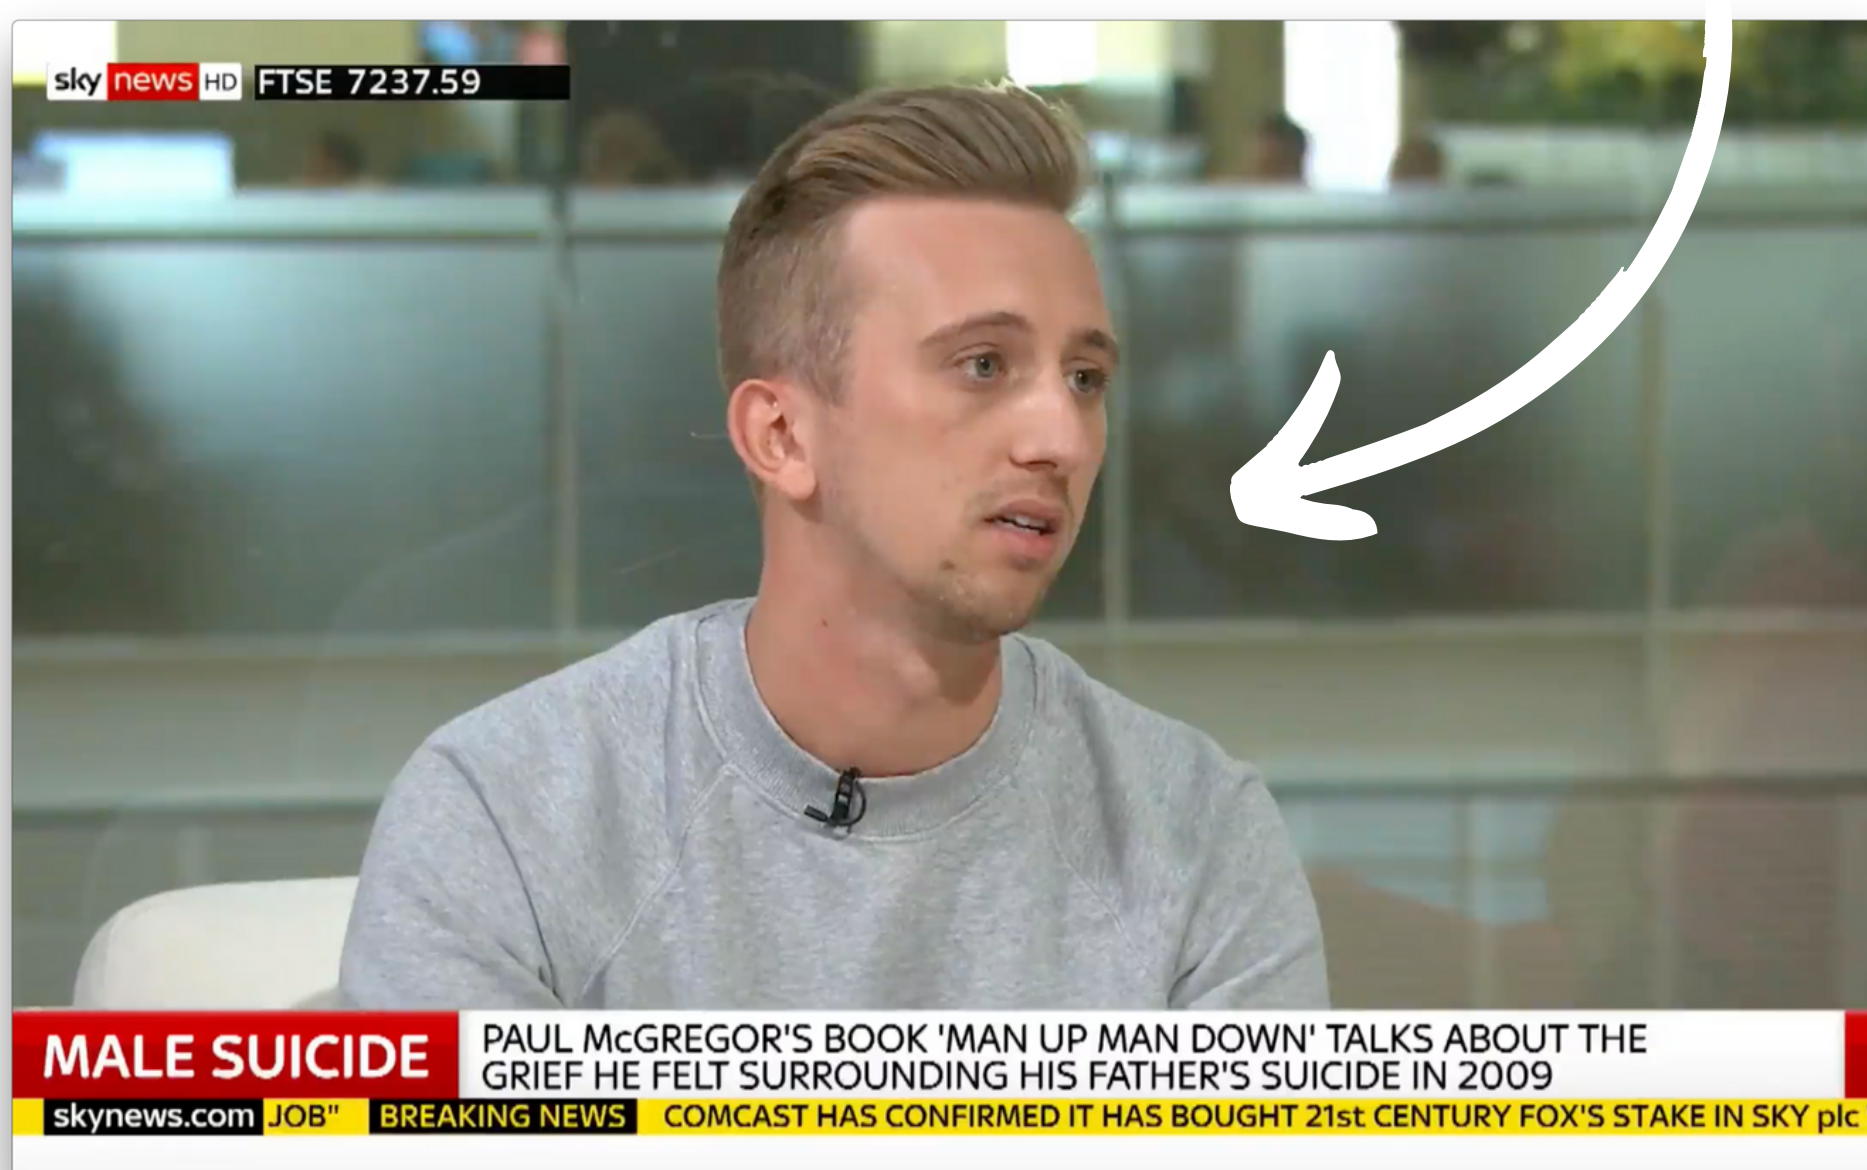 sky news HD FTSE 7237.59
MALE SUICIDE
PAUL McGREGOR'S BOOK 'MAN UP MAN DOWN' TALKS ABOUT THE
GRIEF HE FELT SURROUNDING HIS FATHER'S SUICIDE IN 2009
skynews.com JOB" BREAKING NEWS COMCAST HAS CONFIRMED IT HAS BOUGHT 21st CENTURY FOX'S STAKE IN SKY plc